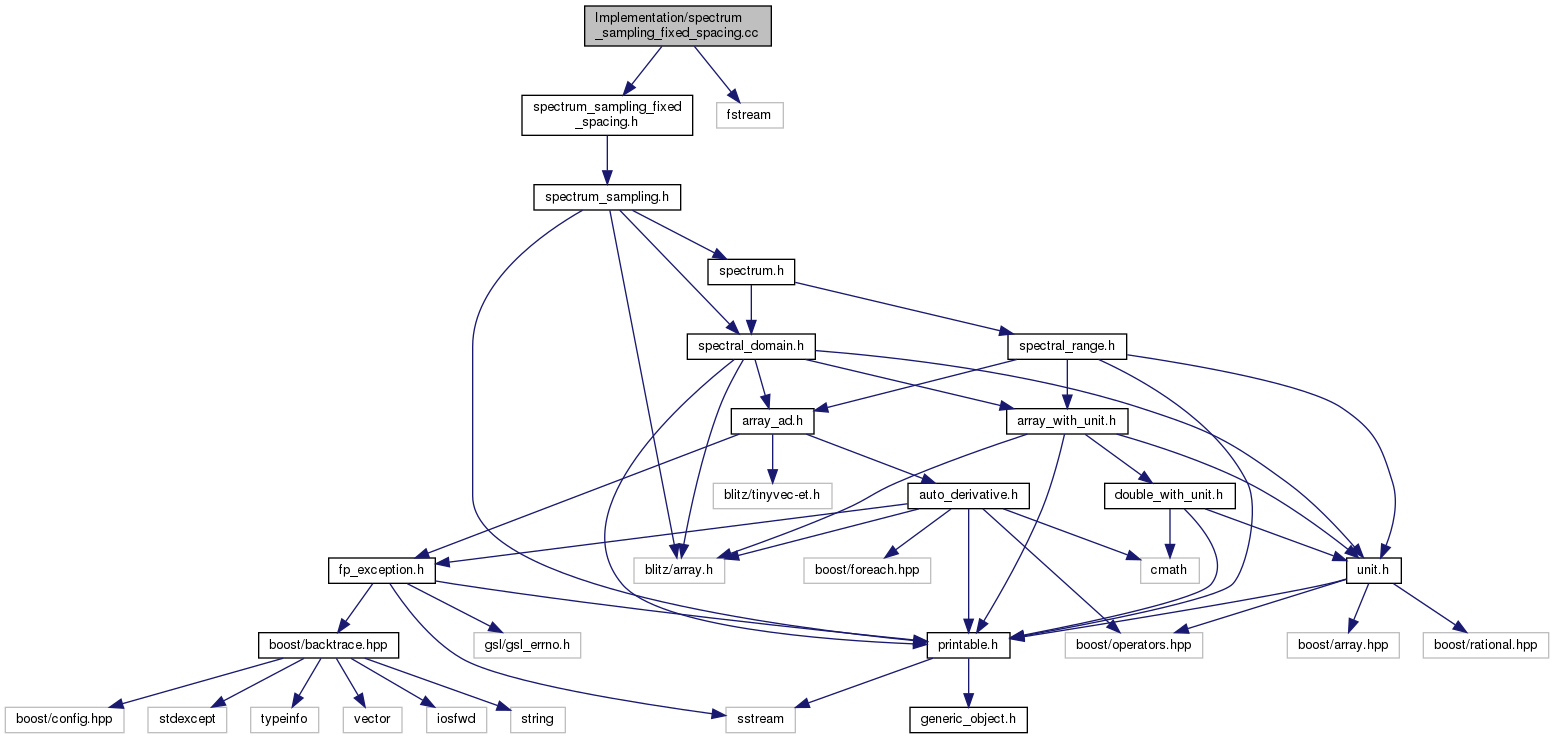 Implementation/spectrum
_sampling_fixed_spacing.cc
spectrum_sampling_fixed
_spacing.h
fstream
spectrum_sampling.h
spectrum.h
spectral_domain.h
spectral_range.h
array_ad.h
array_with_unit.h
blitz/tinyvec-et.h
auto_derivative.h
double_with_unit.h
fp_exception.h
blitz/array.h
boost/foreach.hpp
cmath
unit.h
boost/backtrace.hpp
gsl/gsl_errno.h
printable.h
boost/operators.hpp
boost/array.hpp
boost/rational.hpp
boost/config.hpp
stdexcept
typeinfo
vector
iosfwd
string
sstream
generic_object.h